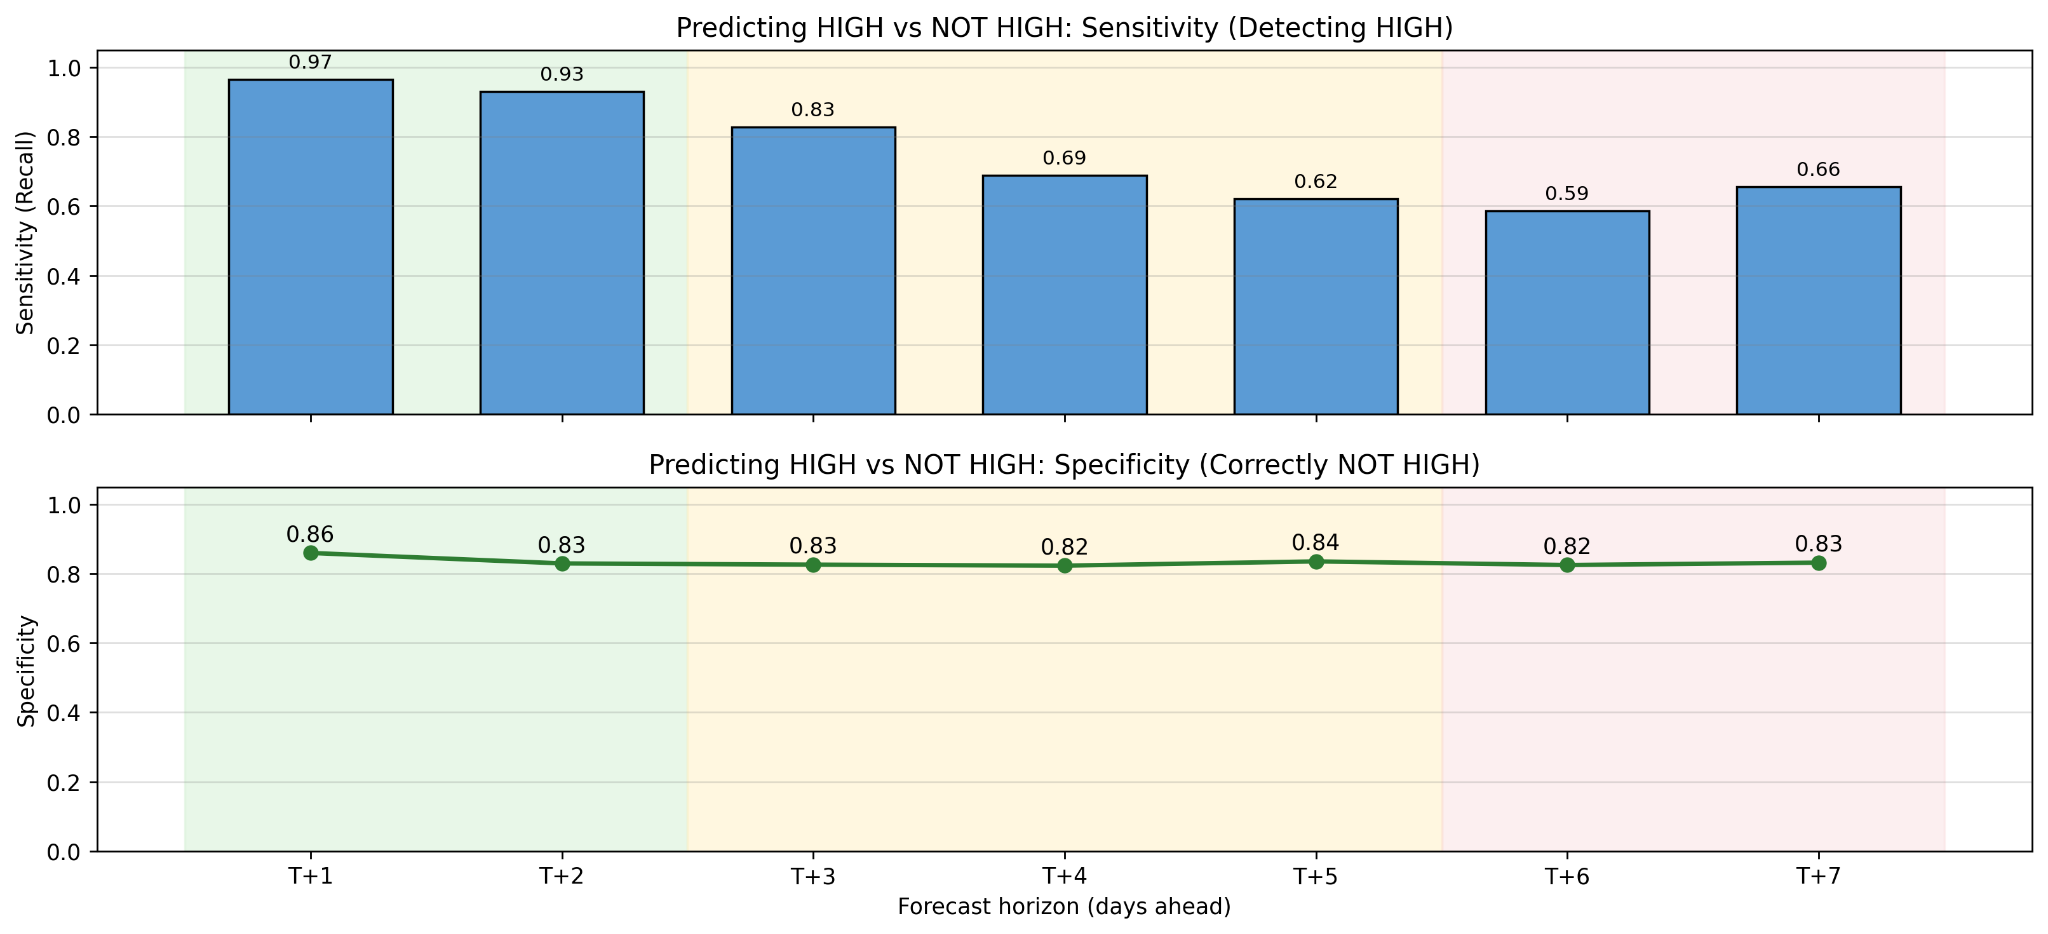 Predicting HIGH vs NOT HIGH: Sensitivity (Detecting HIGH)
Sensitivity (Recall)
1.0
0.8
0.6
0.4
0.2
0.0
0.97
0.93
0.83
0.69
0.62
0.59
0.66
Predicting HIGH vs NOT HIGH: Specificity (Correctly NOT HIGH)
Specificity
1.0
0.8
0.6
0.4
0.2
0.0
0.86
0.83
0.83
0.82
0.84
0.82
0.83
T+1
T+2
T+3
T+4
T+5
T+6
T+7
Forecast horizon (days ahead)